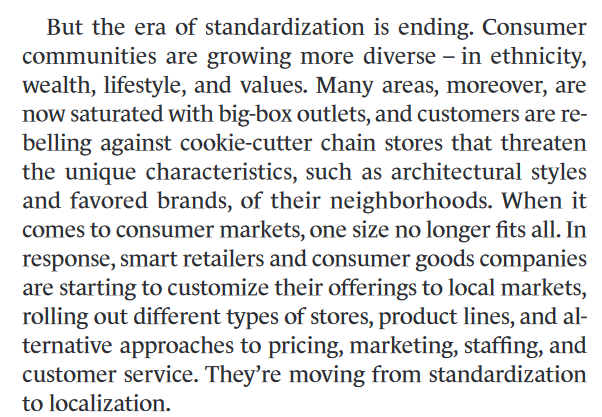 But the era of standardization is ending. Consumer
communities are growing more diverse – in ethnicity,
wealth, lifestyle, and values. Many areas, moreover, are
now saturated with big-box outlets, and customers are re-
belling against cookie-cutter chain stores that threaten
the unique characteristics, such as architectural styles
and favored brands, of their neighborhoods. When it
comes to consumer markets, one size no longer fits all. In
response, smart retailers and consumer goods companies
are starting to customize their offerings to local markets,
rolling out different types of stores, product lines, and al-
ternative approaches to pricing, marketing, staffing, and
customer service. They’re moving from standardization
to localization.